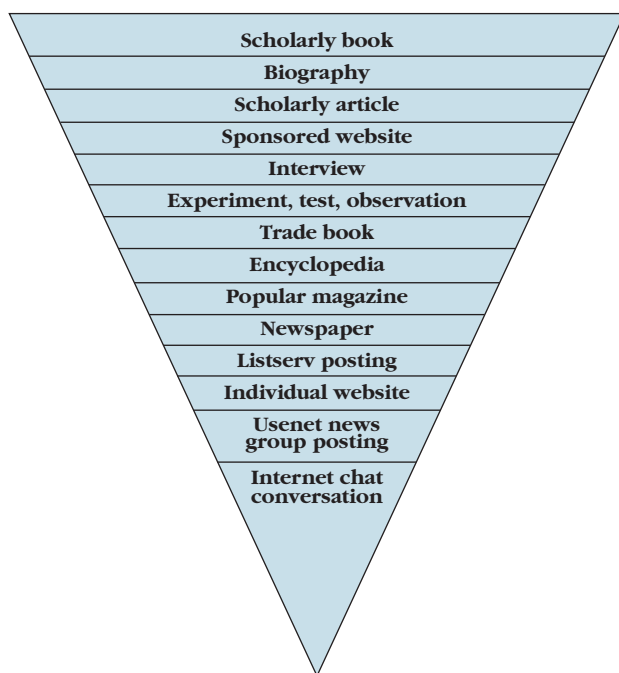 Scholarly book
Biography
Scholarly article
Sponsored website
Interview
Experiment, test, observation
Trade book
Encyclopedia
Popular magazine
Newspaper
Listserv posting
Individual website
Usenet news
group posting
Internet chat
conversation